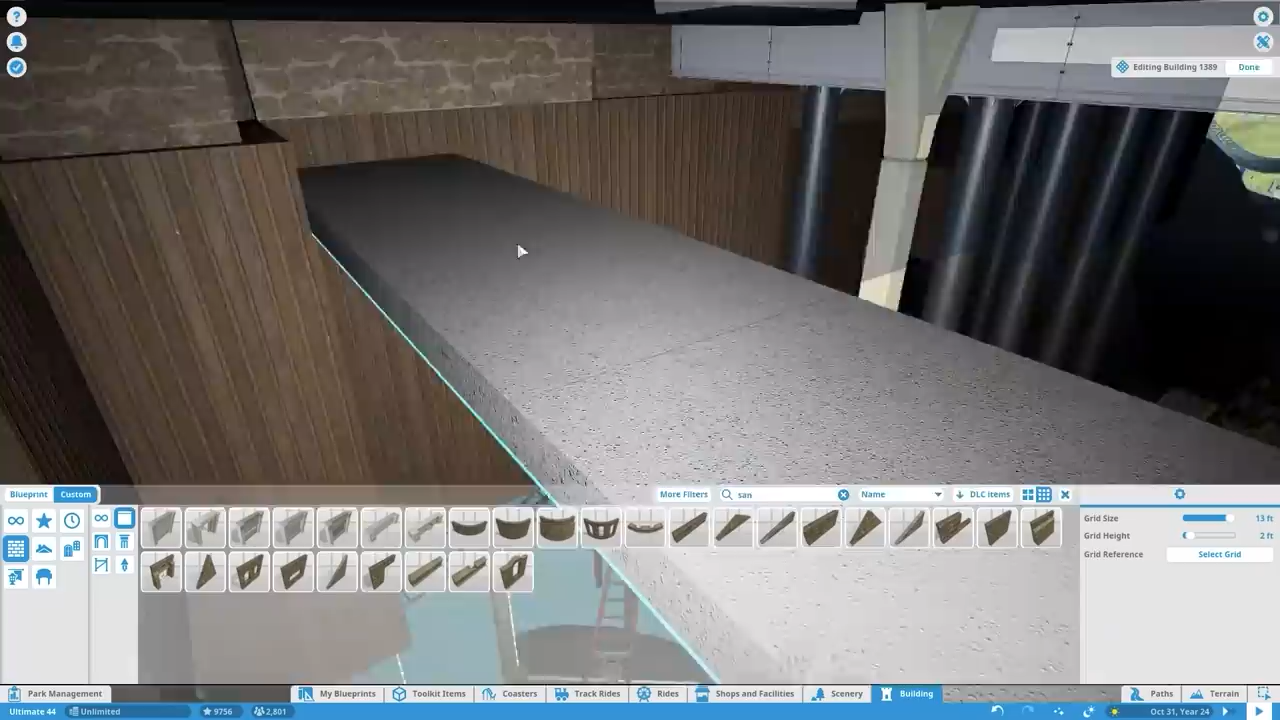 Editing Building 1389 Done
Blueprint Custom More Filters san Name DLC items
Grid Size 13 ft
Grid Height 2 ft
Grid Reference Select Grid
Park Management My Blueprints Toolkit Items Coasters Track Rides Rides Shops and Facilities Scenery Building Paths Terrain
Ultimate 44 Unlimited 9756 2,801 Oct 31, Year 24